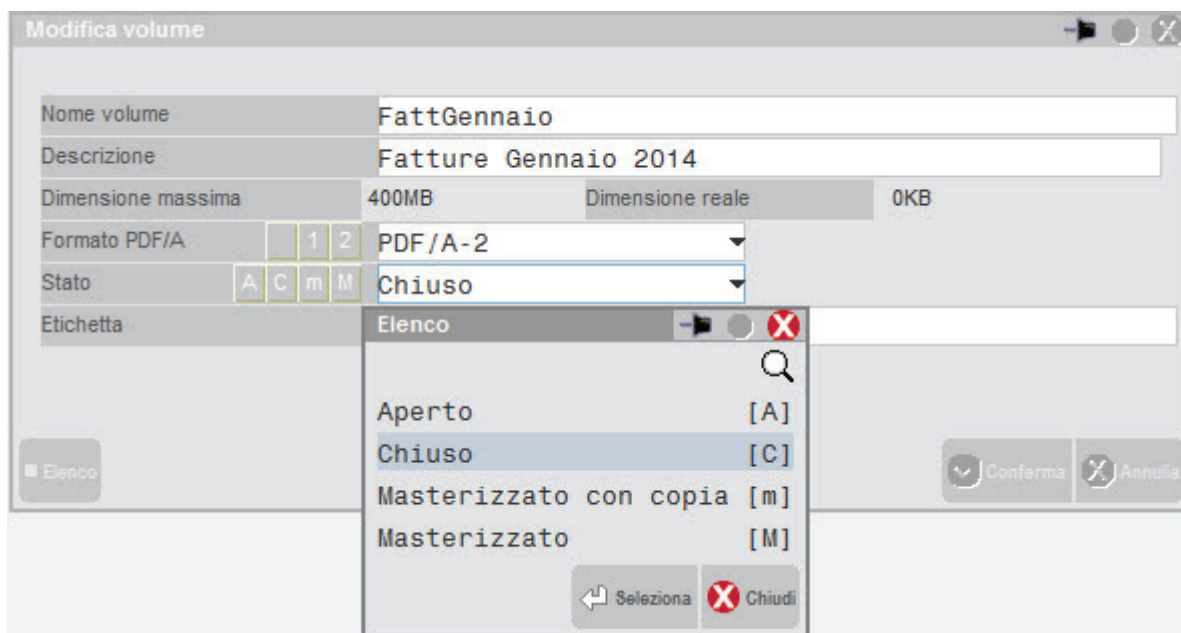 Modifica volume
Nome volume FattGennaio
Descrizione Fatture Gennaio 2014
Dimensione massima 400MB Dimensione reale 0KB
Formato PDF/A 1 2 PDF/A-2
Stato A C m M Chiuso
Etichetta
Elenco
Aperto [A]
Chiuso [C]
Masterizzato con copia [m]
Masterizzato [M]
Seleziona Chiudi
Elenco Conferma Annulla